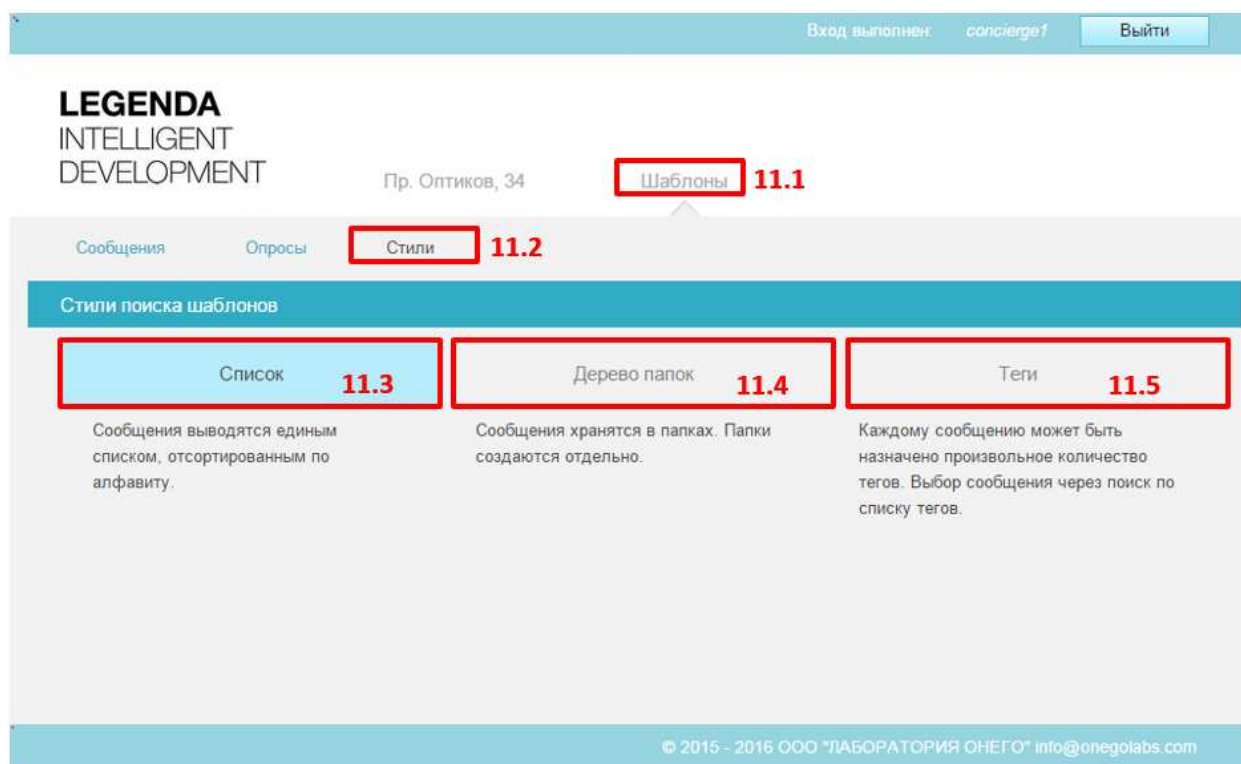 Вход выполнен: concierge1 Выйти
LEGENDA
INTELLIGENT
DEVELOPMENT
Пр. Оптиков, 34 Шаблоны 11.1
Сообщения Опросы Стили 11.2
Стили поиска шаблонов
Список 11.3 Дерево папок 11.4 Теги 11.5
Сообщения выводятся единым
списком, отсортированным по
алфавиту.
Сообщения хранятся в папках. Папки
создаются отдельно.
Каждому сообщению может быть
назначено произвольное количество
тегов. Выбор сообщения через поиск по
списку тегов.
© 2015 - 2016 ООО "ЛАБОРАТОРИЯ ОНЕГО" info@onegolabs.com